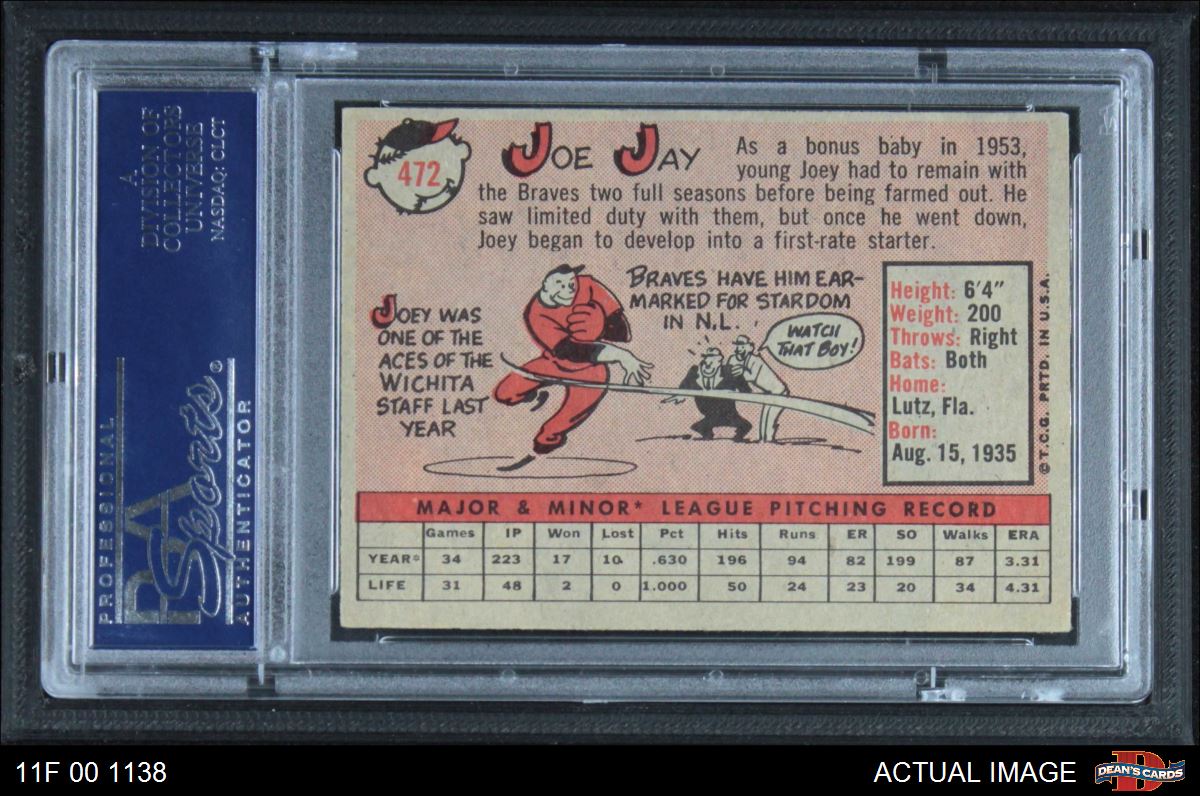 A
DIVISION OF
COLLECTORS
UNIVERSE
NASDAQ: CLCT
PROFESSIONAL
PSA
Sports®
AUTHENTICATOR
472
JOE JAY
As a bonus baby in 1953,
young Joey had to remain with
the Braves two full seasons before being farmed out. He
saw limited duty with them, but once he went down,
Joey began to develop into a first-rate starter.
JOEY WAS
ONE OF THE
ACES OF THE
WICHITA
STAFF LAST
YEAR
BRAVES HAVE HIM EAR-
MARKED FOR STARDOM
IN N.L.
WATCH
THAT BOY!
Height: 6'4"
Weight: 200
Throws: Right
Bats: Both
Home:
Lutz, Fla.
Born:
Aug. 15, 1935
©T.C.G. PRTD. IN U.S.A.
MAJOR & MINOR* LEAGUE PITCHING RECORD
Games IP Won Lost Pct Hits Runs ER SO Walks ERA
YEAR* 34 223 17 10 .630 196 94 82 199 87 3.31
LIFE 31 48 2 0 1.000 50 24 23 20 34 4.31
11F 00 1138
ACTUAL IMAGE
DEAN'S CARDS